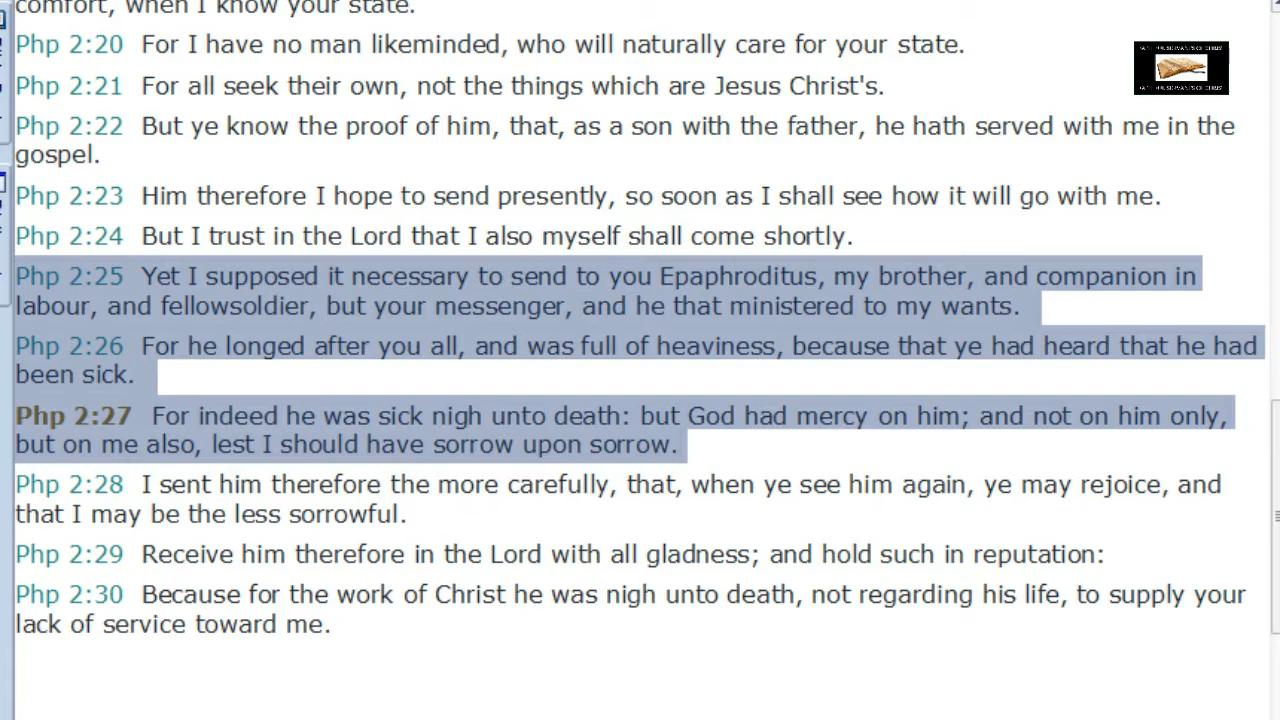 comfort, when I know your state.
Php 2:20 For I have no man likeminded, who will naturally care for your state.
Php 2:21 For all seek their own, not the things which are Jesus Christ's.
Php 2:22 But ye know the proof of him, that, as a son with the father, he hath served with me in the
gospel.
Php 2:23 Him therefore I hope to send presently, so soon as I shall see how it will go with me.
Php 2:24 But I trust in the Lord that I also myself shall come shortly.
Php 2:25 Yet I supposed it necessary to send to you Epaphroditus, my brother, and companion in
labour, and fellowsoldier, but your messenger, and he that ministered to my wants.
Php 2:26 For he longed after you all, and was full of heaviness, because that ye had heard that he had
been sick.
Php 2:27 For indeed he was sick nigh unto death: but God had mercy on him; and not on him only,
but on me also, lest I should have sorrow upon sorrow.
Php 2:28 I sent him therefore the more carefully, that, when ye see him again, ye may rejoice, and
that I may be the less sorrowful.
Php 2:29 Receive him therefore in the Lord with all gladness; and hold such in reputation:
Php 2:30 Because for the work of Christ he was nigh unto death, not regarding his life, to supply your
lack of service toward me.